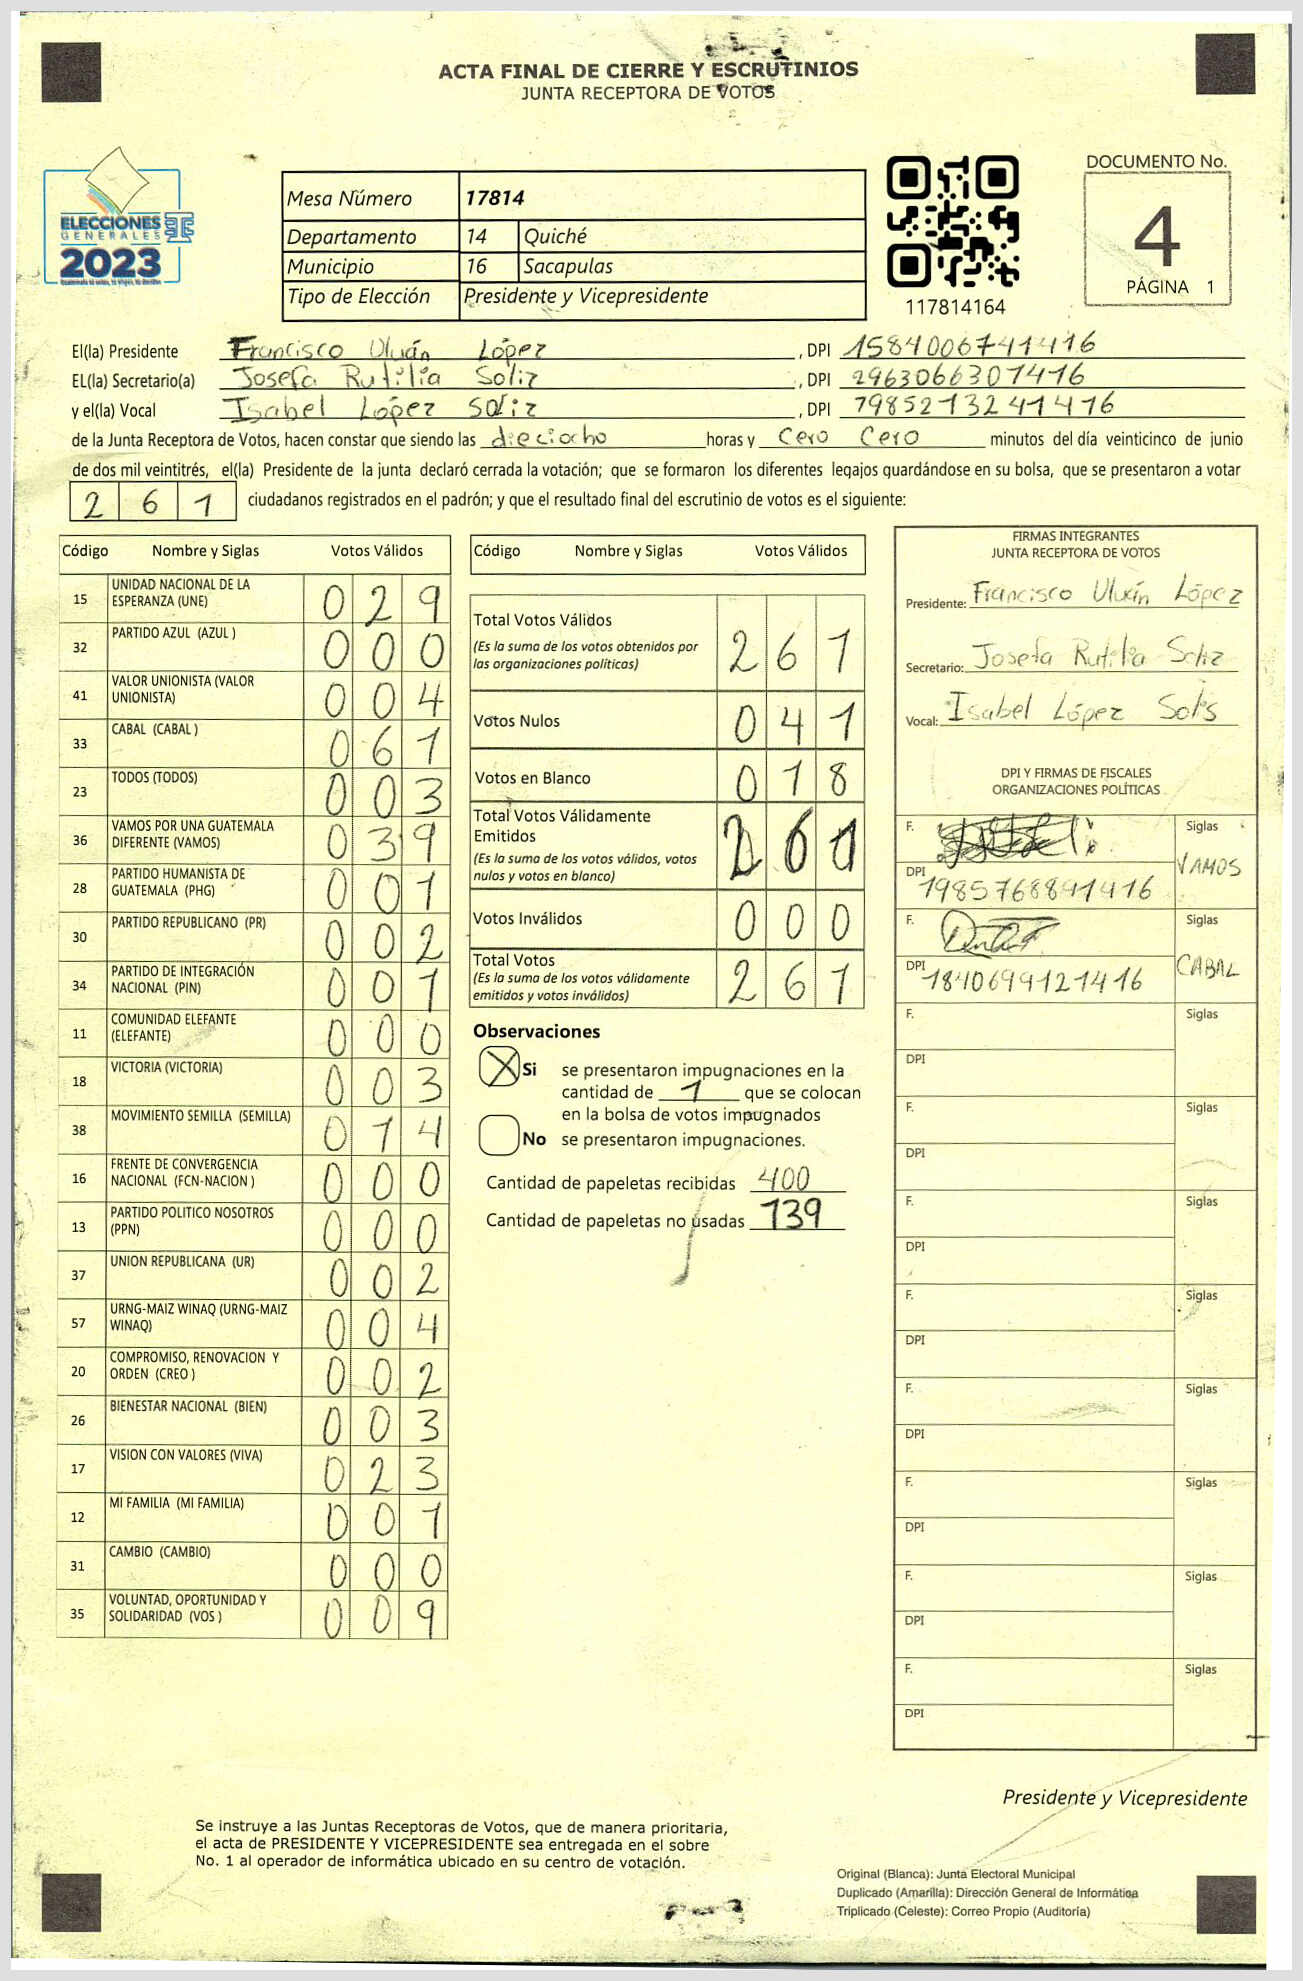 ACTA FINAL DE CIERRE Y ESCRUTINIOS
JUNTA RECEPTORA DE VOTOS
ELECCIONES
GENERALES
2023
Mesa Número 17814
Departamento 14 Quiché
Municipio 16 Sacapulas
Tipo de Elección Presidente y Vicepresidente
117814164
DOCUMENTO No.
4
PÁGINA 1
El(la) Presidente Francisco Uluán López, DPI 1584006741416
EL(la) Secretario(a) Josefa Rutilia Soliz, DPI 2963066301416
y el(la) Vocal Isabel López Soliz, DPI 7985213241416
de la Junta Receptora de Votos, hacen constar que siendo las dieciocho horas y Cero Cero minutos del día veinticinco de junio
de dos mil veintitrés, el(la) Presidente de la junta declaró cerrada la votación; que se formaron los diferentes legajos guardándose en su bolsa, que se presentaron a votar
2 6 1 ciudadanos registrados en el padrón; y que el resultado final del escrutinio de votos es el siguiente:
Código Nombre y Siglas Votos Válidos
15 UNIDAD NACIONAL DE LA ESPERANZA (UNE) 0 2 9
32 PARTIDO AZUL (AZUL ) 0 0 0
41 VALOR UNIONISTA (VALOR UNIONISTA) 0 0 4
33 CABAL (CABAL ) 0 6 1
23 TODOS (TODOS) 0 0 3
36 VAMOS POR UNA GUATEMALA DIFERENTE (VAMOS) 0 3 9
28 PARTIDO HUMANISTA DE GUATEMALA (PHG) 0 0 1
30 PARTIDO REPUBLICANO (PR) 0 0 2
34 PARTIDO DE INTEGRACIÓN NACIONAL (PIN) 0 0 1
11 COMUNIDAD ELEFANTE (ELEFANTE) 0 0 0
18 VICTORIA (VICTORIA) 0 0 3
38 MOVIMIENTO SEMILLA (SEMILLA) 0 1 4
16 FRENTE DE CONVERGENCIA NACIONAL (FCN-NACION ) 0 0 0
13 PARTIDO POLITICO NOSOTROS (PPN) 0 0 0
37 UNION REPUBLICANA (UR) 0 0 2
57 URNG-MAIZ WINAQ (URNG-MAIZ WINAQ) 0 0 4
20 COMPROMISO, RENOVACION Y ORDEN (CREO ) 0 0 2
26 BIENESTAR NACIONAL (BIEN) 0 0 3
17 VISION CON VALORES (VIVA) 0 2 3
12 MI FAMILIA (MI FAMILIA) 0 0 1
31 CAMBIO (CAMBIO) 0 0 0
35 VOLUNTAD, OPORTUNIDAD Y SOLIDARIDAD (VOS ) 0 0 9
Código Nombre y Siglas Votos Válidos
Total Votos Válidos 2 6 1
(Es la suma de los votos obtenidos por
las organizaciones políticas)
Votos Nulos 0 4 1
Votos en Blanco 0 1 8
Total Votos Válidamente
Emitidos 2 6 1
(Es la suma de los votos válidos, votos
nulos y votos en blanco)
Votos Inválidos 0 0 0
Total Votos 2 6 1
(Es la suma de los votos válidamente
emitidos y votos inválidos)
Observaciones
X Si se presentaron impugnaciones en la
cantidad de 1 que se colocan
en la bolsa de votos impugnados
No se presentaron impugnaciones.
Cantidad de papeletas recibidas 400
Cantidad de papeletas no usadas 139
FIRMAS INTEGRANTES
JUNTA RECEPTORA DE VOTOS
Presidente: Francisco Uluán López
Secretario: Josefa Rutilia Soliz
Vocal: Isabel López Solis
DPI Y FIRMAS DE FISCALES
ORGANIZACIONES POLÍTICAS
F. Siglas
VAMOS
DPI 1985768841416
F. Siglas
CABAL
DPI 1840699121416
F. Siglas
DPI
F. Siglas
DPI
F. Siglas
DPI
F. Siglas
DPI
F. Siglas
DPI
F. Siglas
DPI
F. Siglas
DPI
F. Siglas
DPI
Presidente y Vicepresidente
Se instruye a las Juntas Receptoras de Votos, que de manera prioritaria,
el acta de PRESIDENTE Y VICEPRESIDENTE sea entregada en el sobre
No. 1 al operador de informática ubicado en su centro de votación.
Original (Blanca): Junta Electoral Municipal
Duplicado (Amarilla): Dirección General de Informática
Triplicado (Celeste): Correo Propio (Auditoría)